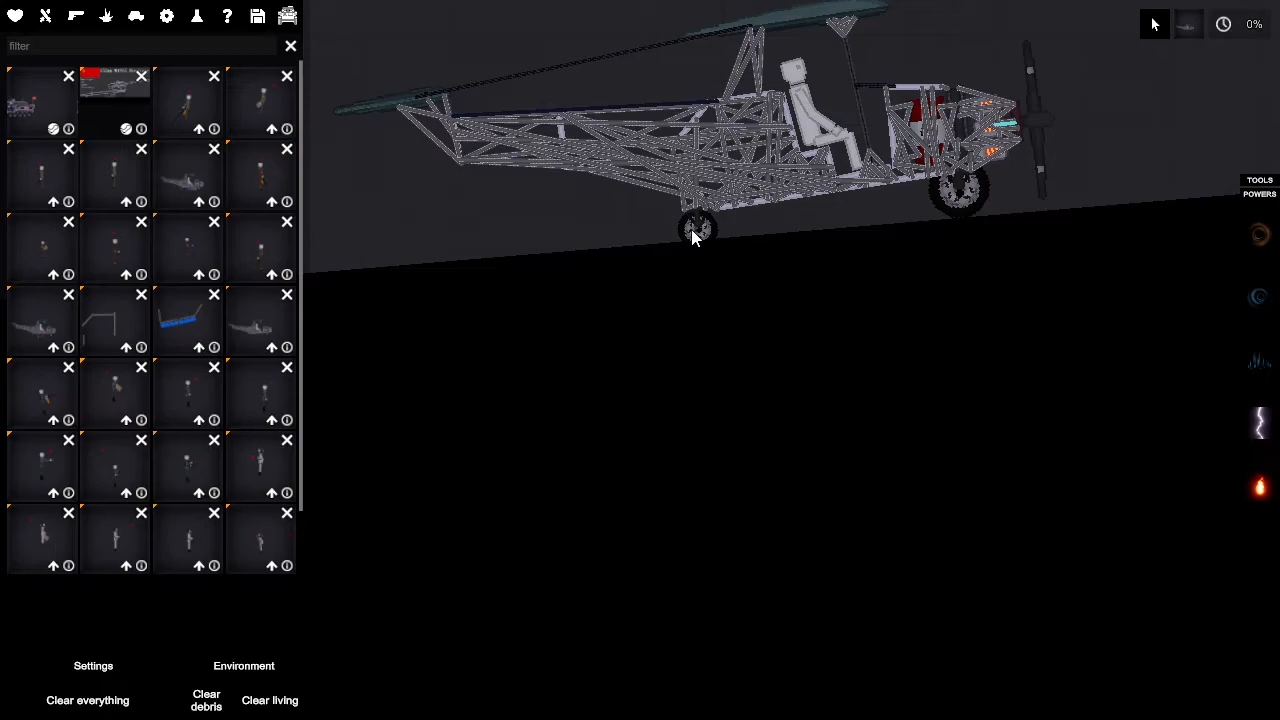 0%
filter
TOOLS
POWERS
Settings
Environment
Clear everything
Clear debris
Clear living